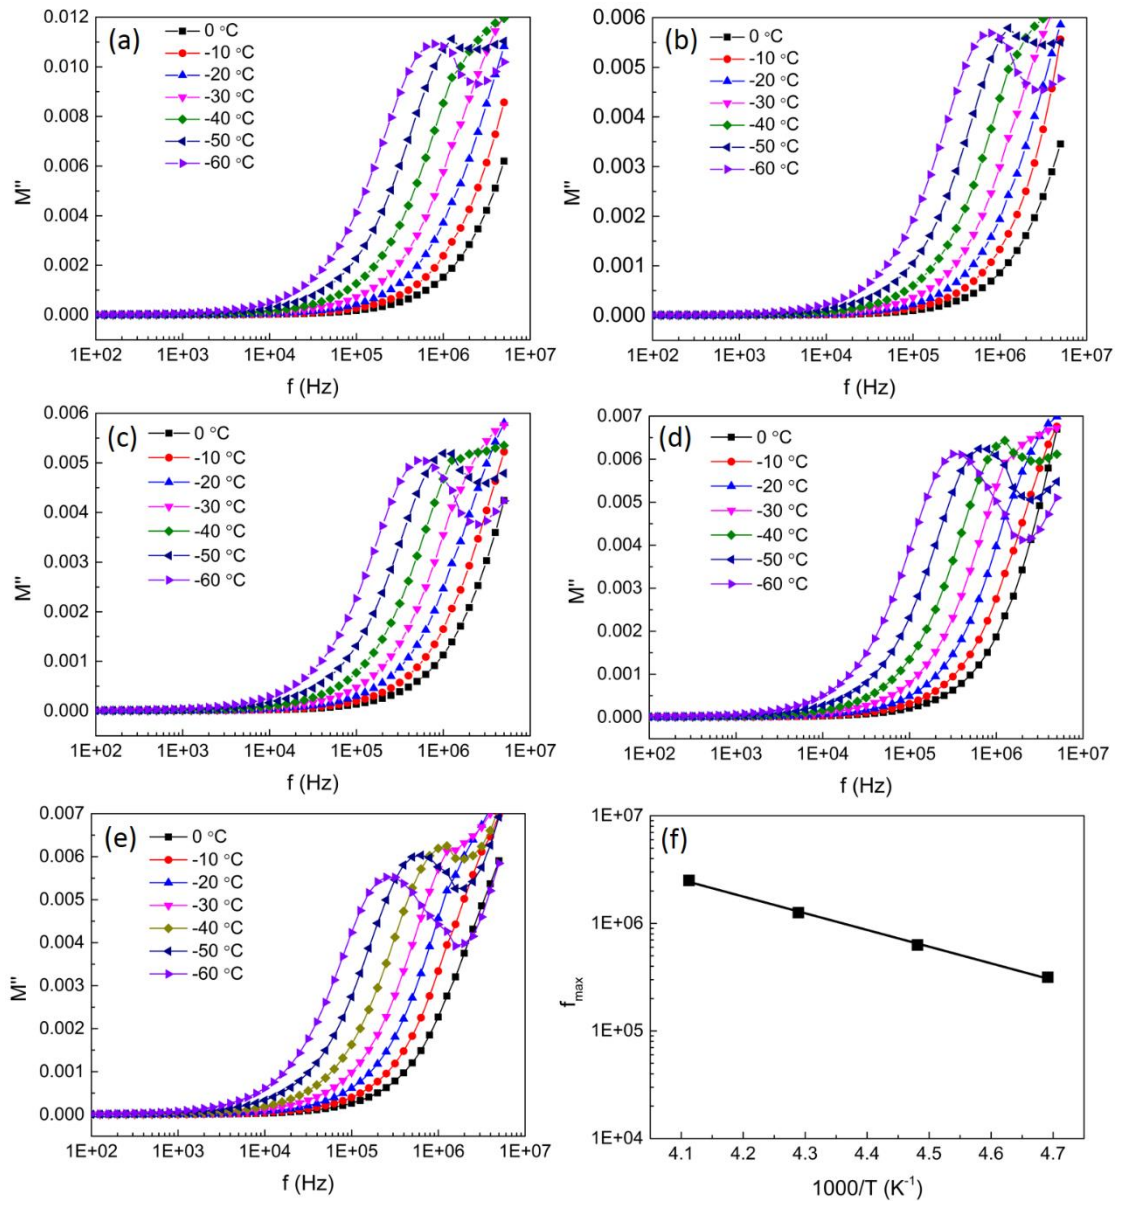 (a)
0 °C
-10 °C
-20 °C
-30 °C
-40 °C
-50 °C
-60 °C
0.012
0.010
0.008
0.006
0.004
0.002
0.000
M"
1E+02 1E+03 1E+04 1E+05 1E+06 1E+07
f (Hz)
(b)
0 °C
-10 °C
-20 °C
-30 °C
-40 °C
-50 °C
-60 °C
0.006
0.005
0.004
0.003
0.002
0.001
0.000
M"
1E+02 1E+03 1E+04 1E+05 1E+06 1E+07
f (Hz)
(c)
0 °C
-10 °C
-20 °C
-30 °C
-40 °C
-50 °C
-60 °C
0.006
0.005
0.004
0.003
0.002
0.001
0.000
M"
1E+02 1E+03 1E+04 1E+05 1E+06 1E+07
f (Hz)
(d)
0 °C
-10 °C
-20 °C
-30 °C
-40 °C
-50 °C
-60 °C
0.007
0.006
0.005
0.004
0.003
0.002
0.001
0.000
M"
1E+02 1E+03 1E+04 1E+05 1E+06 1E+07
f (Hz)
(e)
0 °C
-10 °C
-20 °C
-30 °C
-40 °C
-50 °C
-60 °C
0.007
0.006
0.005
0.004
0.003
0.002
0.001
0.000
M"
1E+02 1E+03 1E+04 1E+05 1E+06 1E+07
f (Hz)
(f)
1E+07
1E+06
1E+05
1E+04
fmax
4.1 4.2 4.3 4.4 4.5 4.6 4.7
1000/T (K⁻¹)